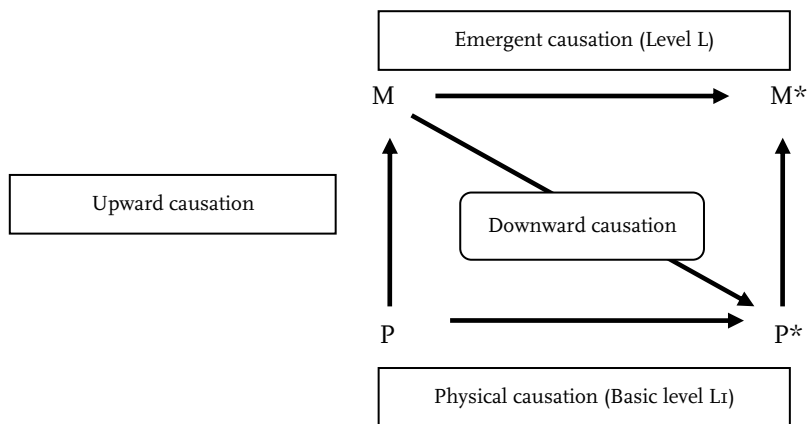 Emergent causation (Level L)
M M*
Upward causation
Downward causation
P P*
Physical causation (Basic level L1)